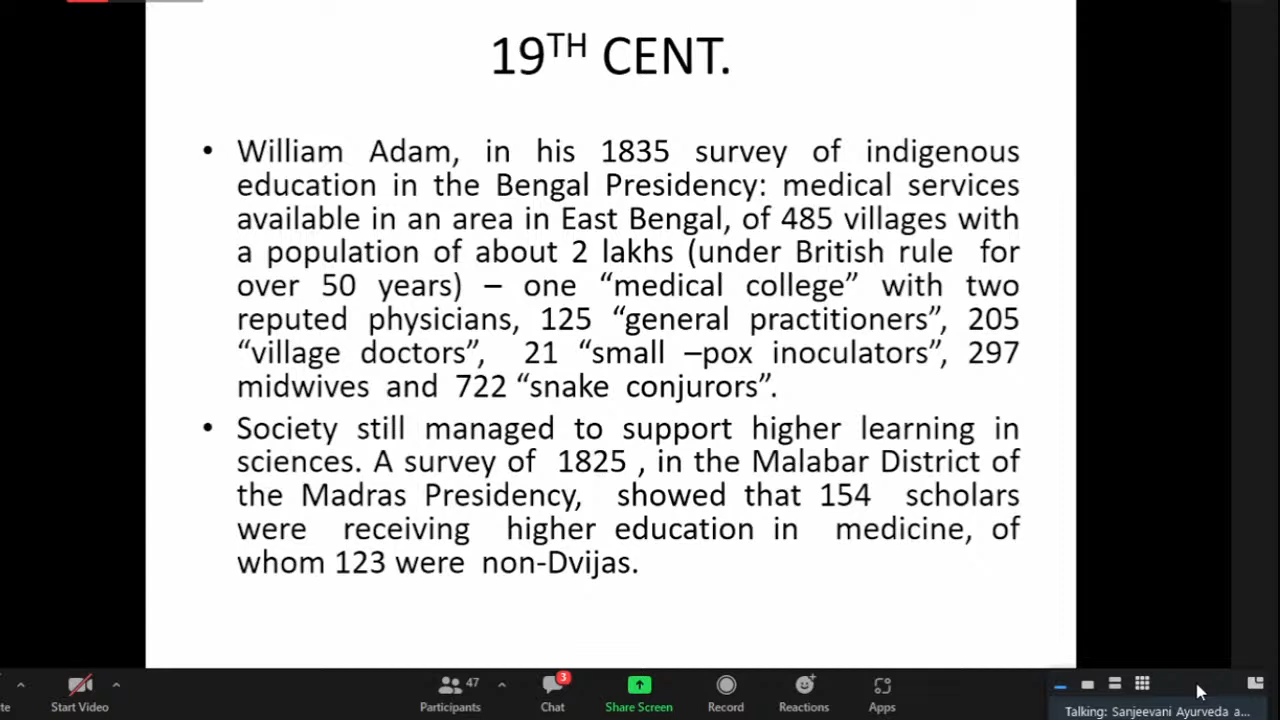 19TH CENT.
• William Adam, in his 1835 survey of indigenous
education in the Bengal Presidency: medical services
available in an area in East Bengal, of 485 villages with
a population of about 2 lakhs (under British rule for
over 50 years) – one “medical college” with two
reputed physicians, 125 “general practitioners”, 205
“village doctors”, 21 “small –pox inoculators”, 297
midwives and 722 “snake conjurors”.
• Society still managed to support higher learning in
sciences. A survey of 1825 , in the Malabar District of
the Madras Presidency, showed that 154 scholars
were receiving higher education in medicine, of
whom 123 were non-Dvijas.
47
3
te
Start Video
Participants
Chat
Share Screen
Record
Reactions
Apps
Talking: Sanjeevani Ayurveda a...